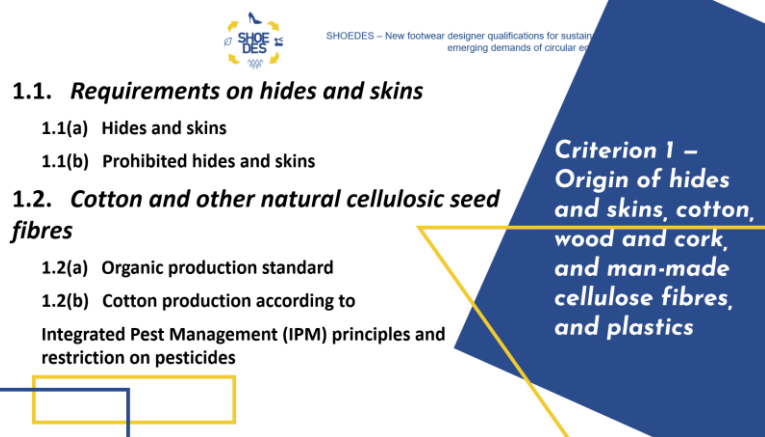 SHOE
DES
SHOEDES – New footwear designer qualifications for
emerging demands of circular
1.1. Requirements on hides and skins
1.1(a) Hides and skins
1.1(b) Prohibited hides and skins
1.2. Cotton and other natural cellulosic seed
fibres
1.2(a) Organic production standard
1.2(b) Cotton production according to
Integrated Pest Management (IPM) principles and
restriction on pesticides
Criterion 1 –
Origin of hides
and skins, cotton,
wood and cork,
and man-made
cellulose fibres,
and plastics